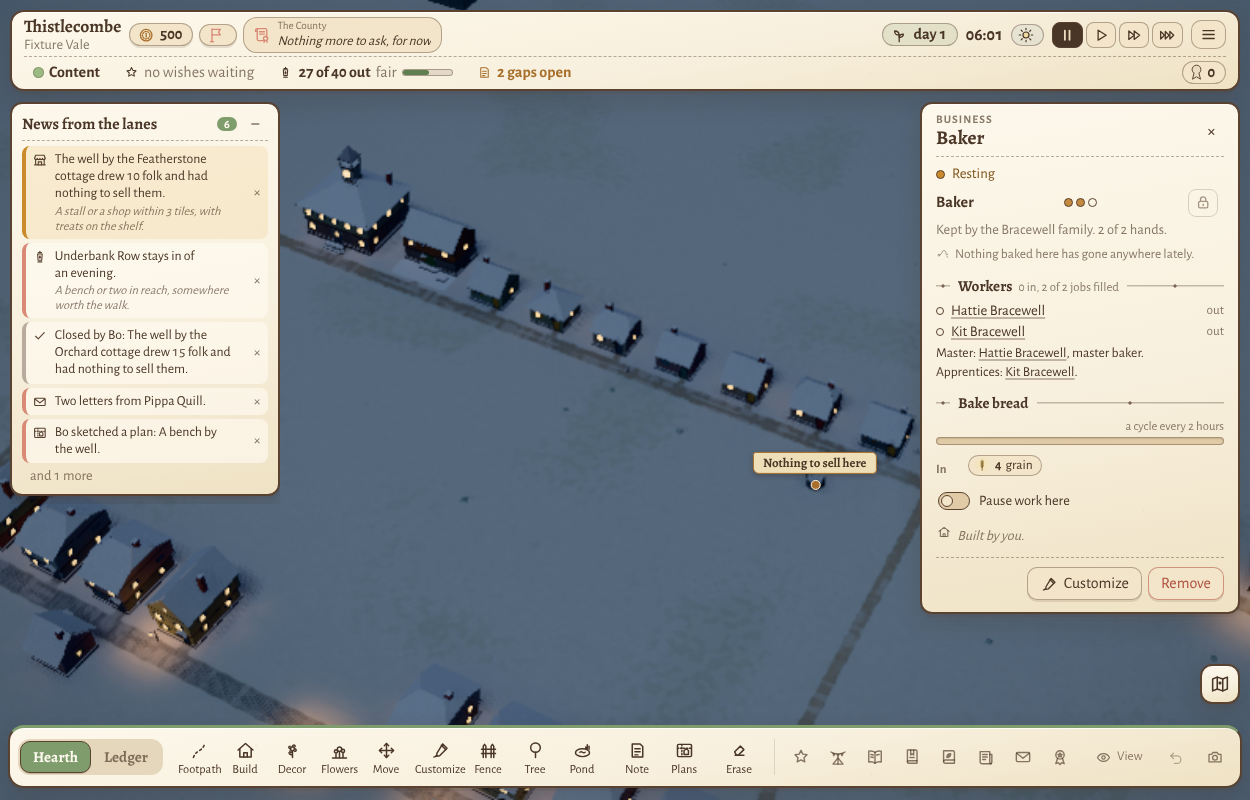 Thistlecombe
Fixture Vale
500
The County
Nothing more to ask, for now
day 1
06:01
Content
no wishes waiting
27 of 40 out fair
2 gaps open
0
News from the lanes
6
The well by the Featherstone
cottage drew 10 folk and had
nothing to sell them.
A stall or a shop within 3 tiles, with
treats on the shelf.
Underbank Row stays in of
an evening.
A bench or two in reach, somewhere
worth the walk.
Closed by Bo: The well by the
Orchard cottage drew 15 folk and
had nothing to sell them.
Two letters from Pippa Quill.
Bo sketched a plan: A bench by
the well.
and 1 more
Nothing to sell here
BUSINESS
Baker
Resting
Baker
Kept by the Bracewell family. 2 of 2 hands.
Nothing baked here has gone anywhere lately.
Workers 0 in, 2 of 2 jobs filled
Hattie Bracewell out
Kit Bracewell out
Master: Hattie Bracewell, master baker.
Apprentices: Kit Bracewell.
Bake bread
a cycle every 2 hours
In 4 grain
Pause work here
Built by you.
Customize
Remove
Hearth
Ledger
Footpath
Build
Decor
Flowers
Move
Customize
Fence
Tree
Pond
Note
Plans
Erase
View